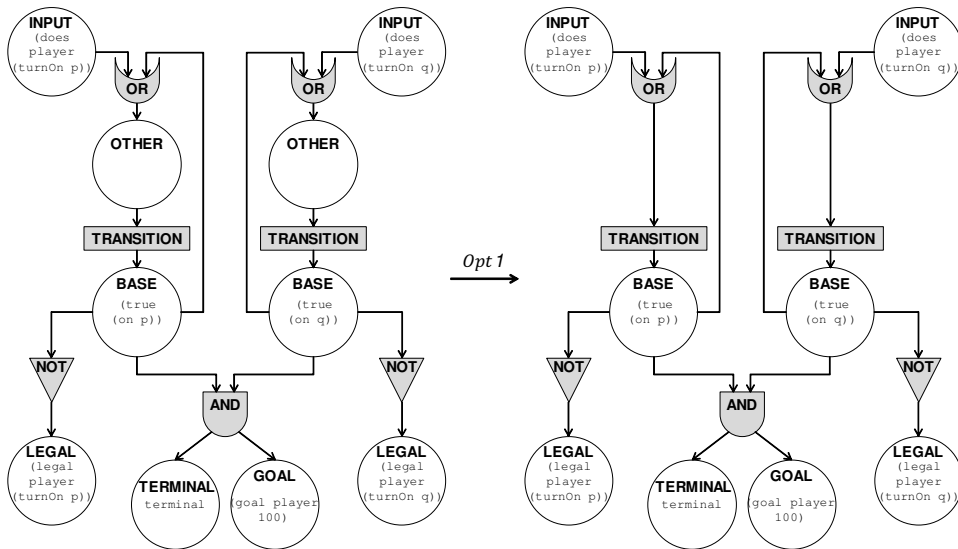 INPUT
(does
player
(turnOn p))
INPUT
(does
player
(turnOn q))
OR
OR
OTHER
OTHER
TRANSITION
TRANSITION
BASE
(true
(on p))
BASE
(true
(on q))
NOT
NOT
AND
LEGAL
(legal
player
(turnOn p))
TERMINAL
terminal
GOAL
(goal player
100)
LEGAL
(legal
player
(turnOn q))
Opt 1
INPUT
(does
player
(turnOn p))
INPUT
(does
player
(turnOn q))
OR
OR
TRANSITION
TRANSITION
BASE
(true
(on p))
BASE
(true
(on q))
NOT
NOT
AND
LEGAL
(legal
player
(turnOn p))
TERMINAL
terminal
GOAL
(goal player
100)
LEGAL
(legal
player
(turnOn q))